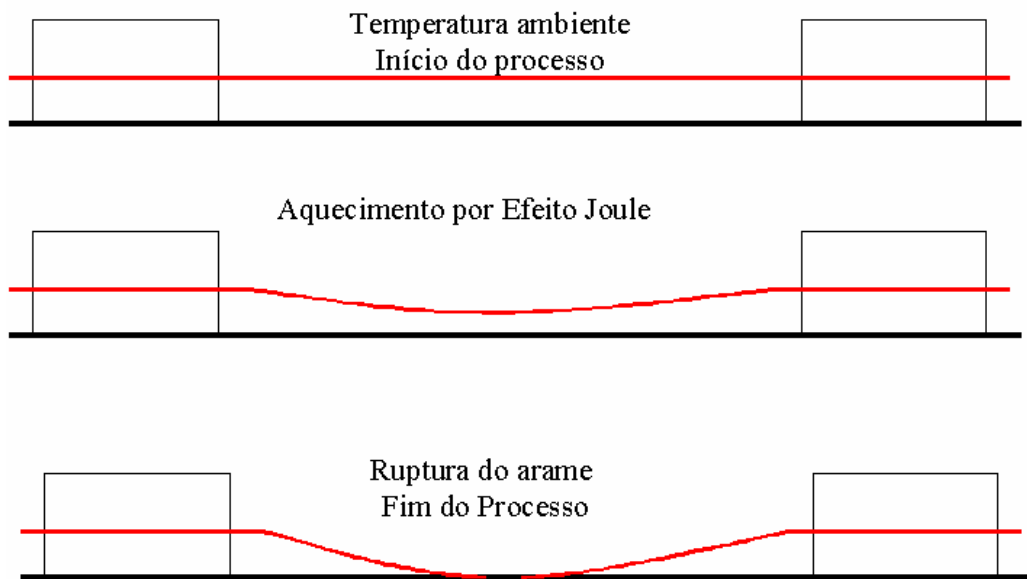 Temperatura ambiente
Início do processo
Aquecimento por Efeito Joule
Ruptura do arame
Fim do Processo